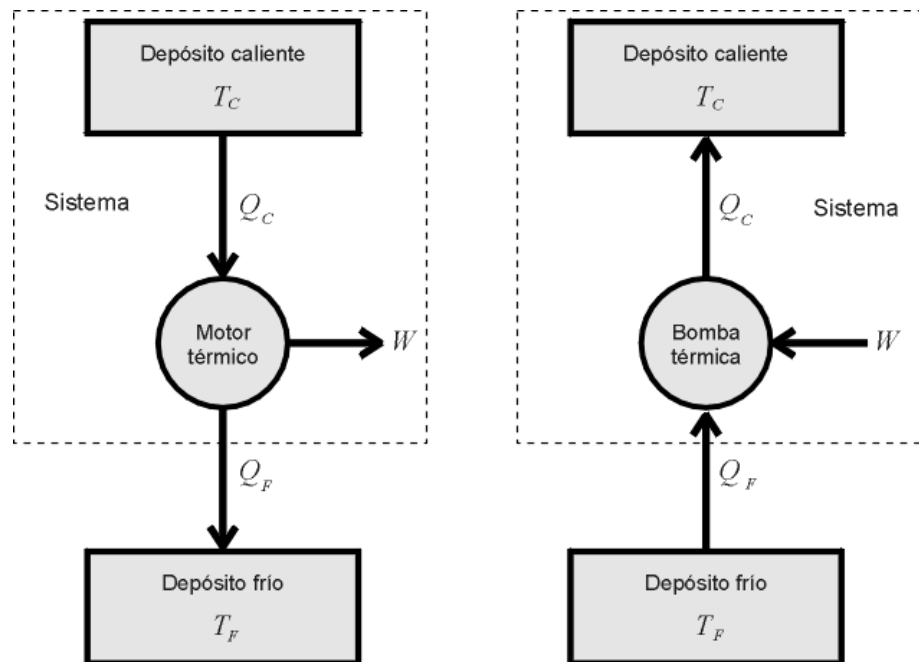 Depósito caliente
T_C
Sistema
Q_C
Motor
térmico
W
Q_F
Depósito frío
T_F
Depósito caliente
T_C
Q_C
Sistema
Bomba
térmica
W
Q_F
Depósito frío
T_F